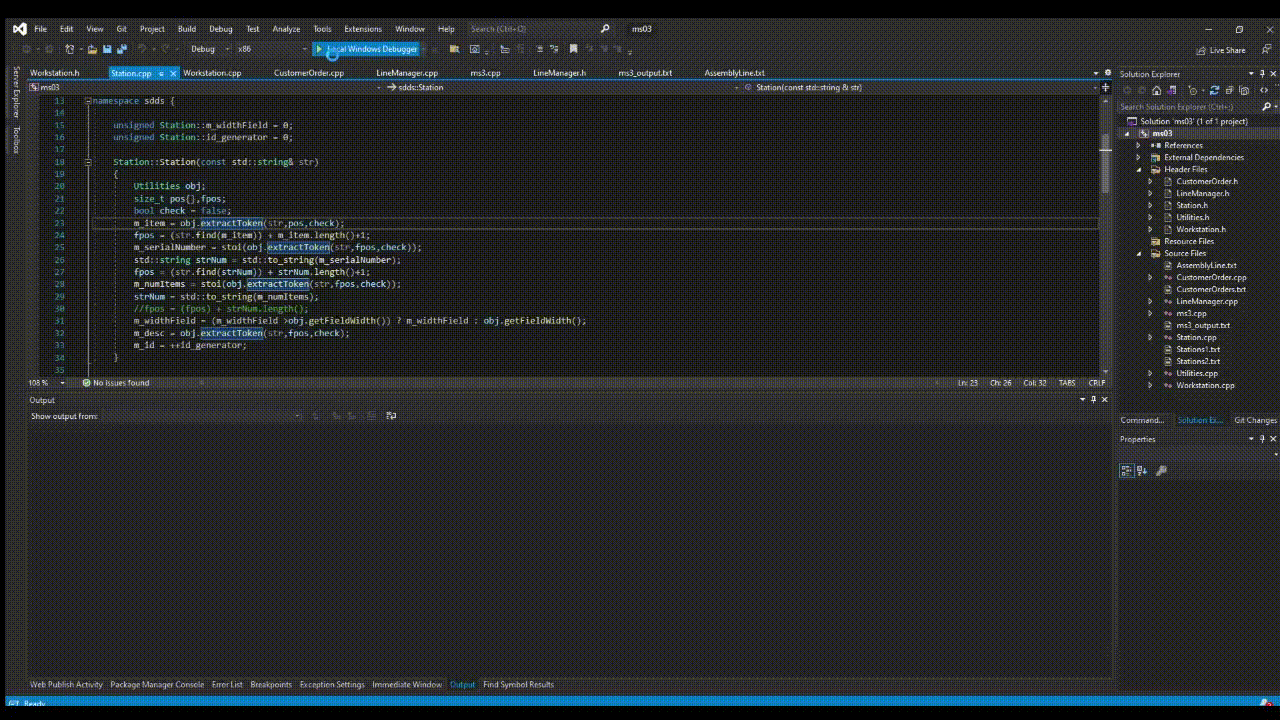 File Edit View Git Project Build Debug Test Analyze Tools Extensions Window Help Search (Ctrl+Q) ms03
Debug x86 Local Windows Debugger Live Share
Workstation.h Station.cpp Workstation.cpp CustomerOrder.cpp LineManager.cpp ms3.cpp LineManager.h ms3_output.txt AssemblyLine.txt
ms03 sdds::Station Station(const std::string & str)
13 namespace sdds {
14
15 unsigned Station::m_widthField = 0;
16 unsigned Station::id_generator = 0;
17
18 Station::Station(const std::string& str)
19 {
20 Utilities obj;
21 size_t pos{},fpos;
22 bool check = false;
23 m_item = obj.extractToken(str,pos,check);
24 fpos = (str.find(m_item)) + m_item.length()+1;
25 m_serialNumber = stoi(obj.extractToken(str,fpos,check));
26 std::string strNum = std::to_string(m_serialNumber);
27 fpos = (str.find(strNum)) + strNum.length()+1;
28 m_numItems = stoi(obj.extractToken(str,fpos,check));
29 strNum = std::to_string(m_numItems);
30 //fpos = (fpos) + strNum.length();
31 m_widthField = (m_widthField >obj.getFieldWidth()) ? m_widthField : obj.getFieldWidth();
32 m_desc = obj.extractToken(str,fpos,check);
33 m_id = ++id_generator;
34 }
35
108 % No issues found Ln: 23 Ch: 26 Col: 32 TABS CRLF
Output
Show output from:
Web Publish Activity Package Manager Console Error List Breakpoints Exception Settings Immediate Window Output Find Symbol Results
Ready
Server Explorer
Toolbox
Solution Explorer
Search Solution Explorer (Ctrl+;)
Solution 'ms03' (1 of 1 project)
ms03
References
External Dependencies
Header Files
CustomerOrder.h
LineManager.h
Station.h
Utilities.h
Workstation.h
Resource Files
Source Files
AssemblyLine.txt
CustomerOrder.cpp
CustomerOrders.txt
LineManager.cpp
ms3.cpp
ms3_output.txt
Station.cpp
Stations1.txt
Stations2.txt
Utilities.cpp
Workstation.cpp
Command... Solution Ex... Git Changes
Properties